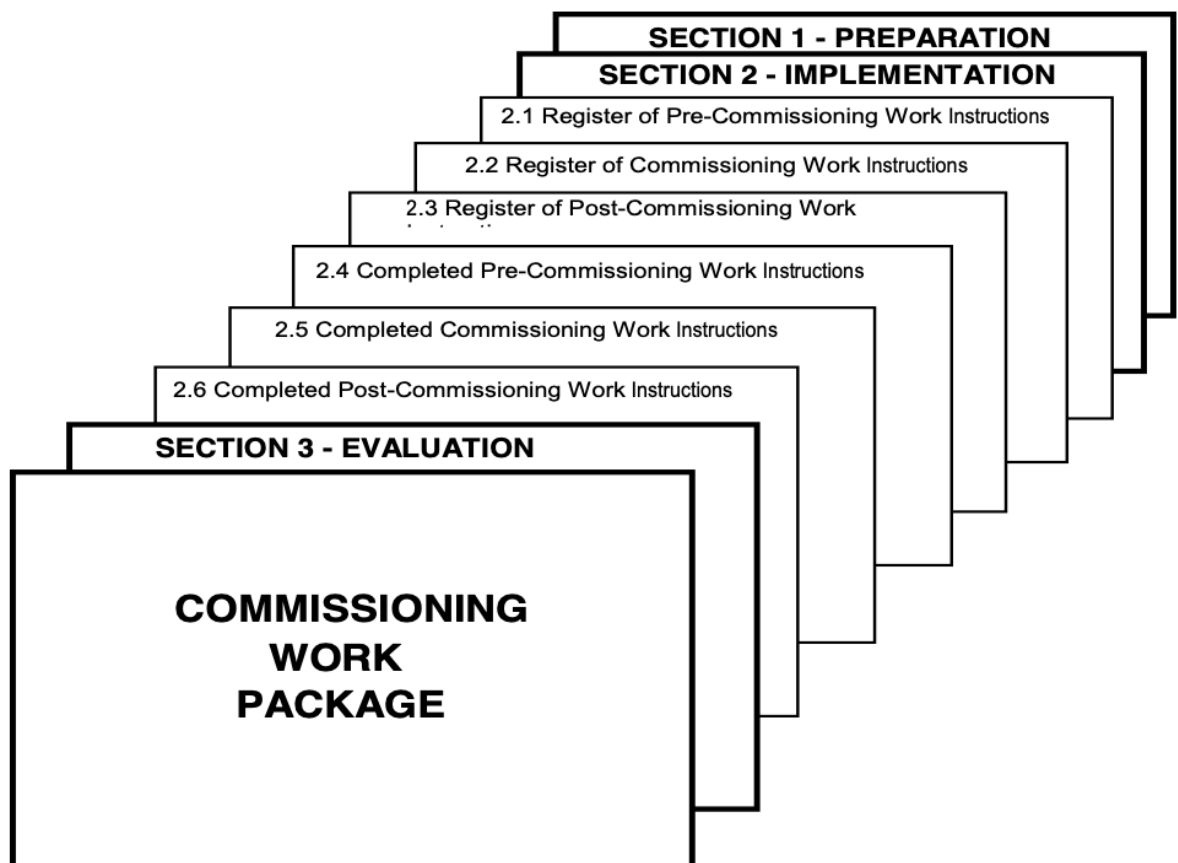 SECTION 1 - PREPARATION
SECTION 2 - IMPLEMENTATION
2.1 Register of Pre-Commissioning Work Instructions
2.2 Register of Commissioning Work Instructions
2.3 Register of Post-Commissioning Work
2.4 Completed Pre-Commissioning Work Instructions
2.5 Completed Commissioning Work Instructions
2.6 Completed Post-Commissioning Work Instructions
SECTION 3 - EVALUATION
COMMISSIONING
WORK
PACKAGE